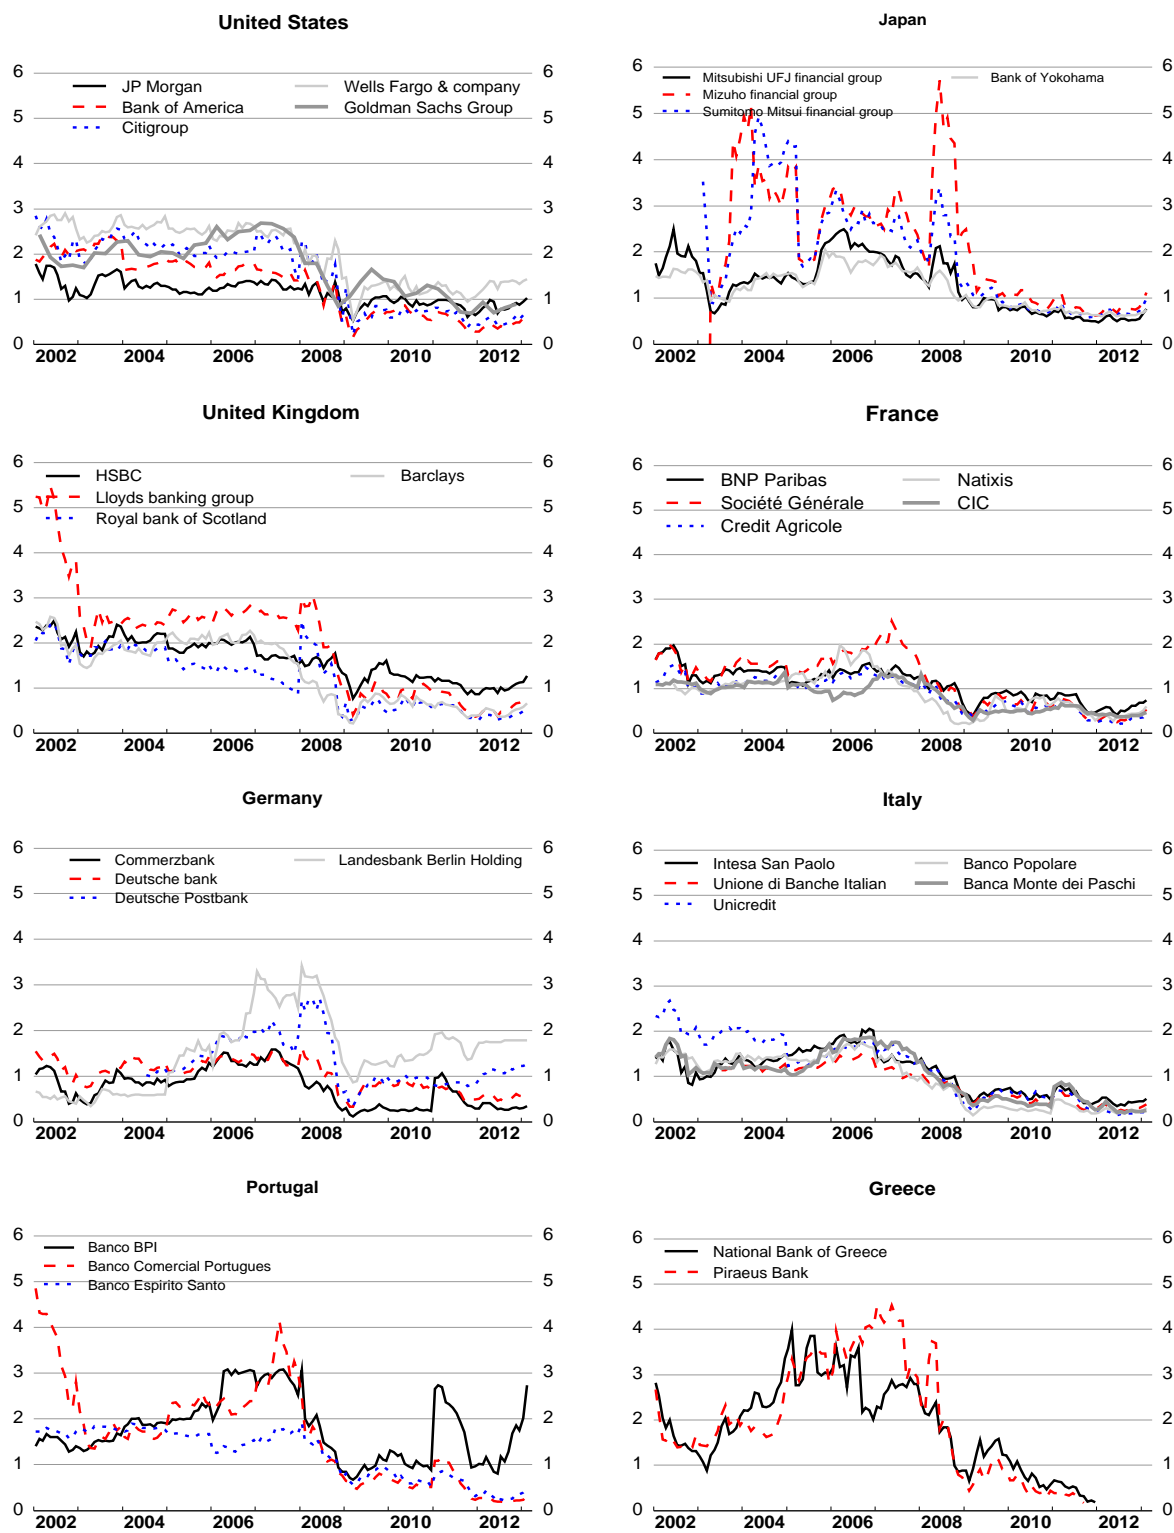 United States
Japan
6 6
JP Morgan Wells Fargo & company
Bank of America Goldman Sachs Group
Citigroup
5 5
4 4
3 3
2 2
1 1
0 0
2002 2004 2006 2008 2010 2012
6 6
Mitsubishi UFJ financial group Bank of Yokohama
Mizuho financial group
Sumitomo Mitsui financial group
5 5
4 4
3 3
2 2
1 1
0 0
2002 2004 2006 2008 2010 2012
United Kingdom
France
6 6
HSBC Barclays
Lloyds banking group
Royal bank of Scotland
5 5
4 4
3 3
2 2
1 1
0 0
2002 2004 2006 2008 2010 2012
6 6
BNP Paribas Natixis
Société Générale CIC
Credit Agricole
5 5
4 4
3 3
2 2
1 1
0 0
2002 2004 2006 2008 2010 2012
Germany
Italy
6 6
Commerzbank Landesbank Berlin Holding
Deutsche bank
Deutsche Postbank
5 5
4 4
3 3
2 2
1 1
0 0
2002 2004 2006 2008 2010 2012
6 6
Intesa San Paolo Banco Popolare
Unione di Banche Italian Banca Monte dei Paschi
Unicredit
5 5
4 4
3 3
2 2
1 1
0 0
2002 2004 2006 2008 2010 2012
Portugal
Greece
6 6
Banco BPI
Banco Comercial Portugues
Banco Espirito Santo
5 5
4 4
3 3
2 2
1 1
0 0
2002 2004 2006 2008 2010 2012
6 6
National Bank of Greece
Piraeus Bank
5 5
4 4
3 3
2 2
1 1
0 0
2002 2004 2006 2008 2010 2012